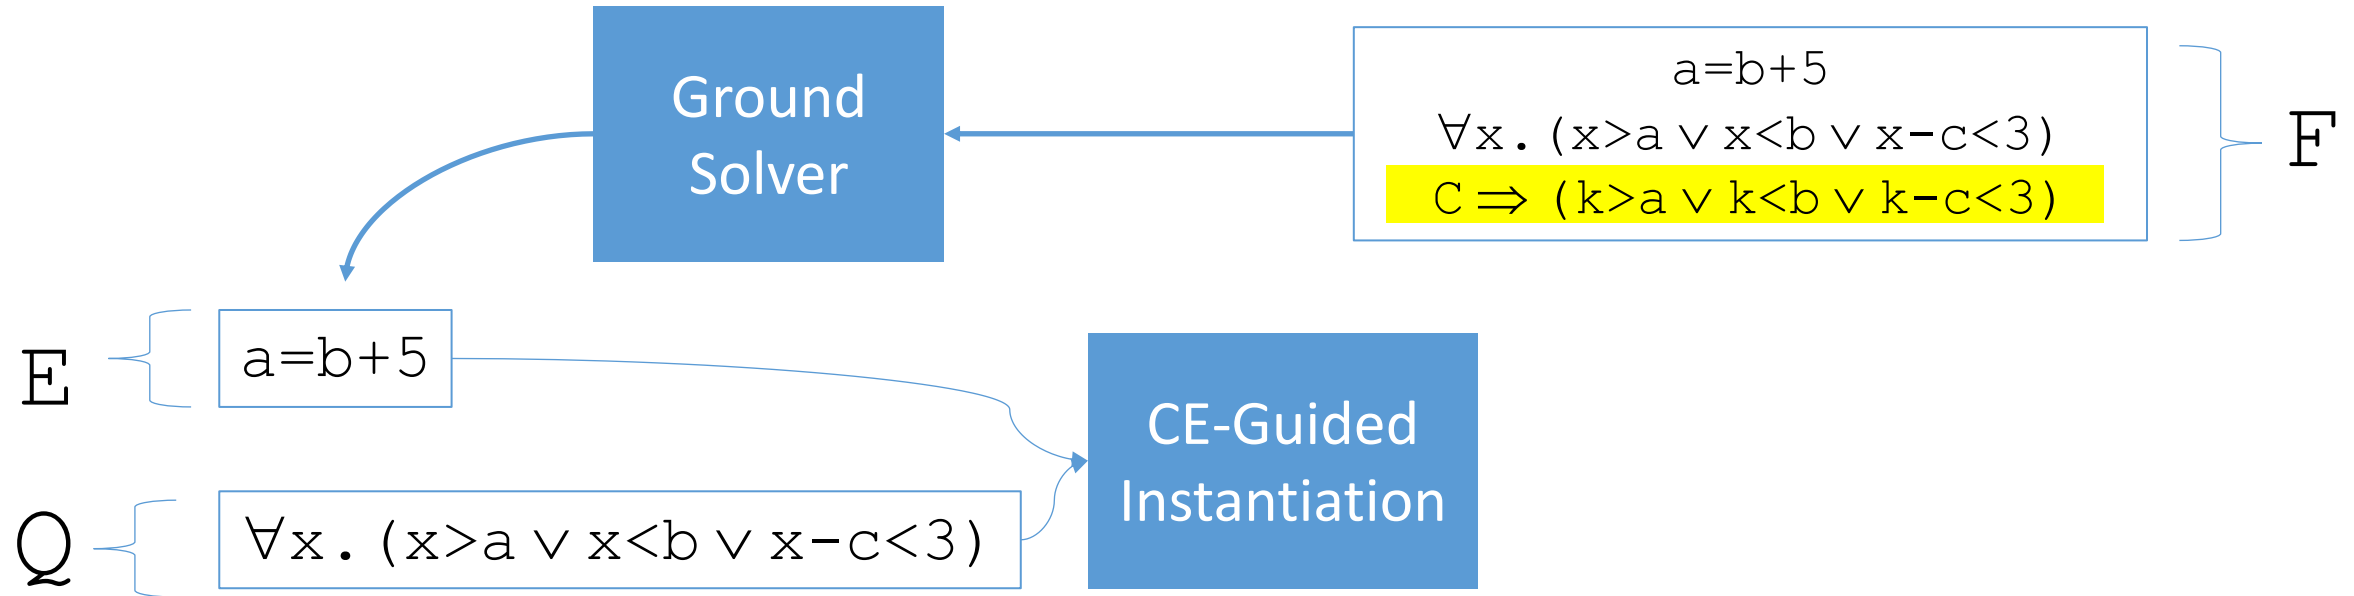 Ground
Solver
a=b+5
∀x.(x>a ∨ x<b ∨ x-c<3)
C ⇒ (k>a ∨ k<b ∨ k-c<3)
F
E
a=b+5
CE-Guided
Instantiation
Q
∀x.(x>a ∨ x<b ∨ x-c<3)